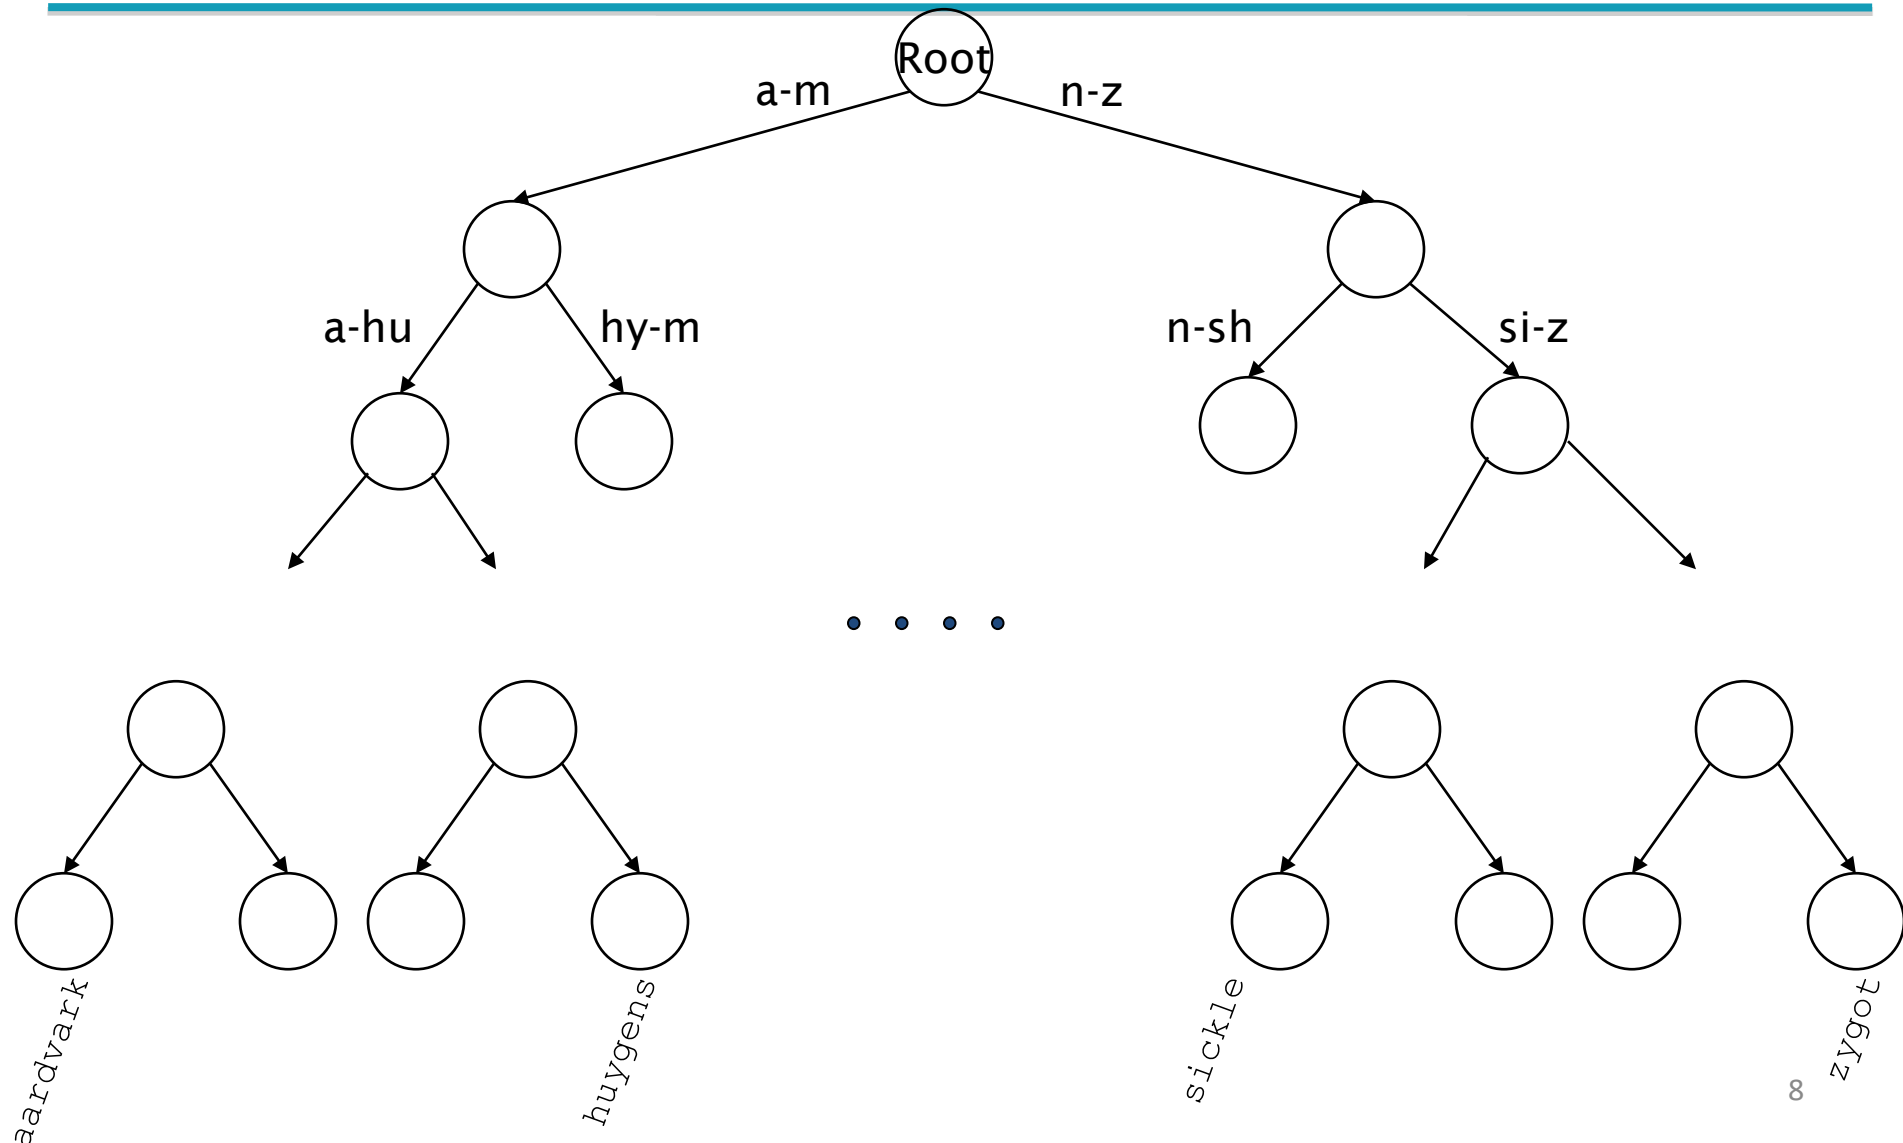 Root
a-m
n-z
a-hu
hy-m
n-sh
si-z
aardvark
huygens
sickle
zygot
8